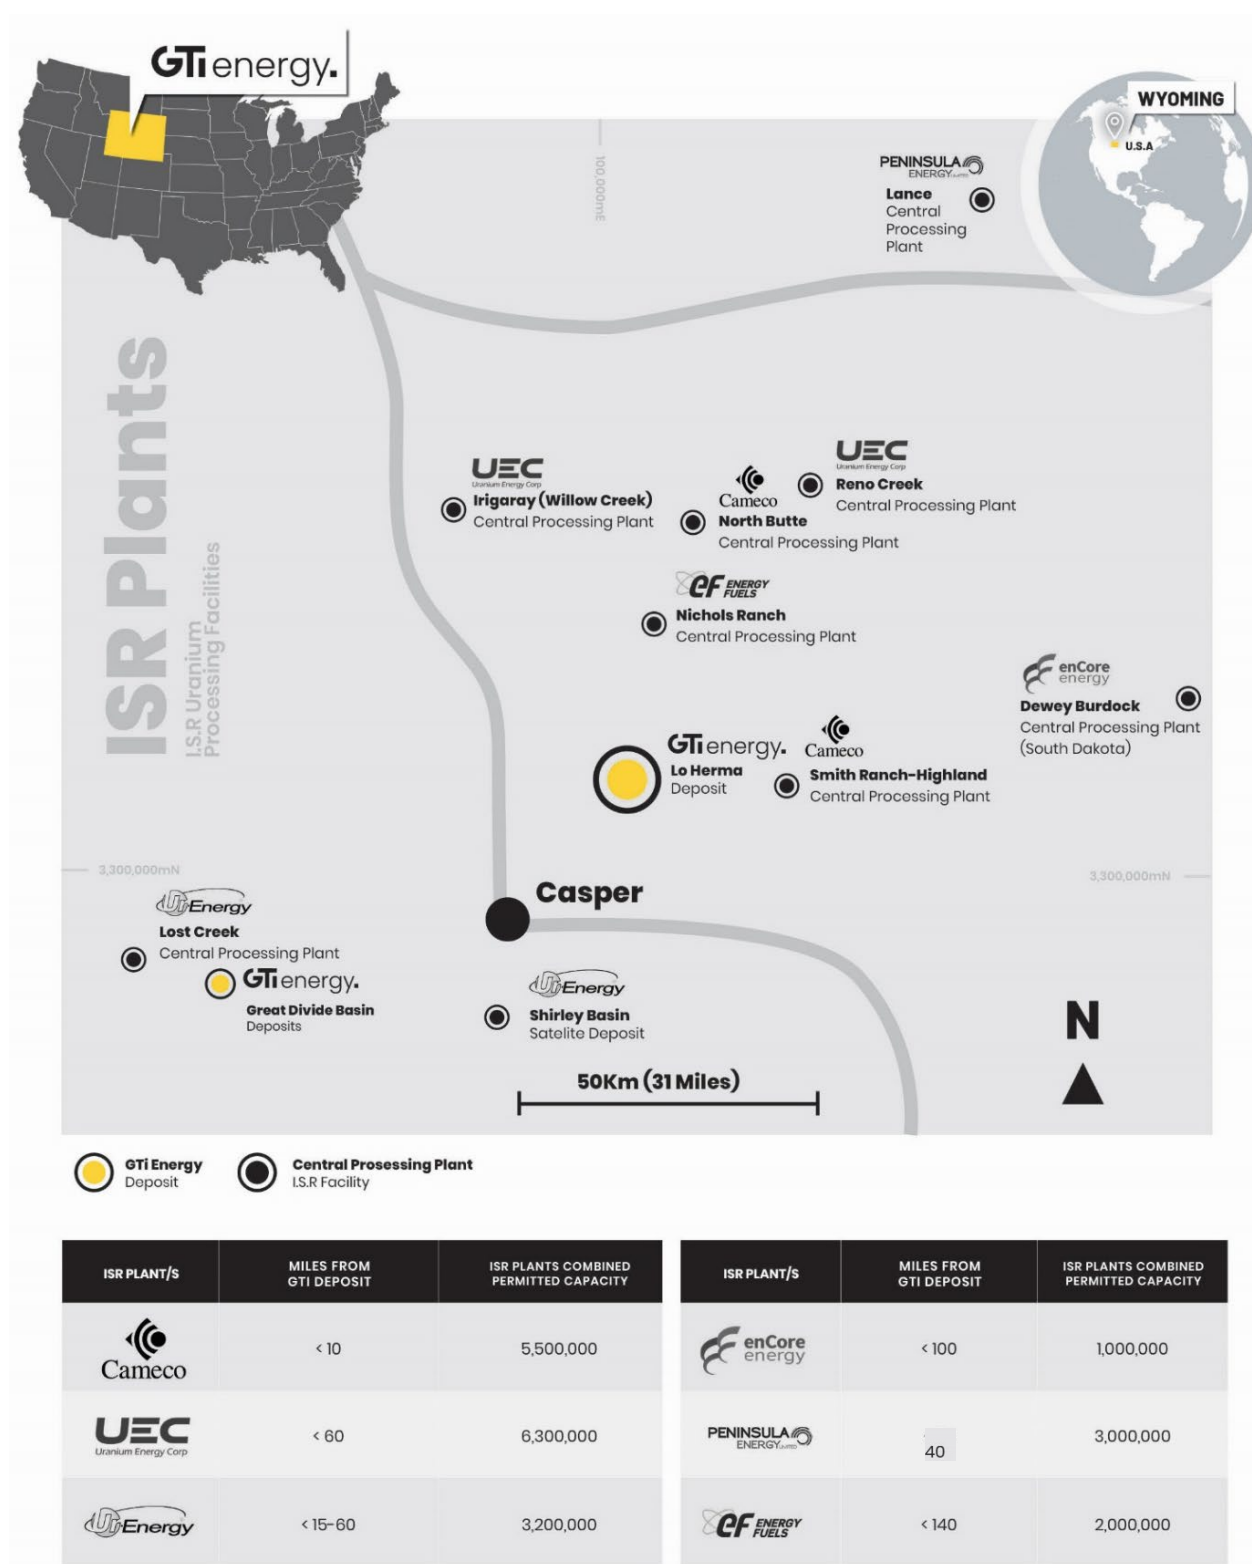 GTi energy.
WYOMING
U.S.A
100,000mE
PENINSULA
ENERGY LIMITED
Lance
Central
Processing
Plant
ISR Plants
I.S.R Uranium
Processing Facilities
UEC
Uranium Energy Corp
Irigaray (Willow Creek)
Central Processing Plant
Cameco
North Butte
Central Processing Plant
UEC
Uranium Energy Corp
Reno Creek
Central Processing Plant
eF ENERGY
FUELS
Nichols Ranch
Central Processing Plant
enCore
energy
Dewey Burdock
Central Processing Plant
(South Dakota)
GTi energy.
Lo Herma
Deposit
Cameco
Smith Ranch-Highland
Central Processing Plant
3,300,000mN
3,300,000mN
Casper
Ur Energy
Lost Creek
Central Processing Plant
GTi energy.
Great Divide Basin
Deposits
Ur Energy
Shirley Basin
Satelite Deposit
N
50Km (31 Miles)
GTi Energy
Deposit
Central Prosessing Plant
I.S.R Facility
ISR PLANT/S MILES FROM GTI DEPOSIT ISR PLANTS COMBINED PERMITTED CAPACITY
Cameco < 10 5,500,000
UEC Uranium Energy Corp < 60 6,300,000
Ur Energy < 15-60 3,200,000
ISR PLANT/S MILES FROM GTI DEPOSIT ISR PLANTS COMBINED PERMITTED CAPACITY
enCore energy < 100 1,000,000
PENINSULA ENERGY LIMITED 40 3,000,000
eF ENERGY FUELS < 140 2,000,000